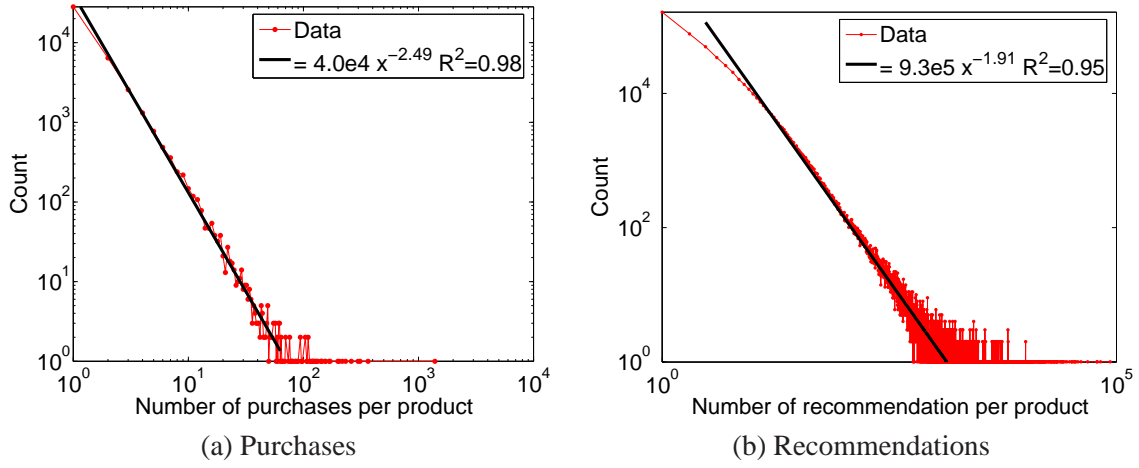 Data
= 4.0e4 x^−2.49 R^2=0.98
10^4
10^3
10^2
10^1
10^0
Count
10^0 10^1 10^2 10^3 10^4
Number of purchases per product
(a) Purchases
Data
= 9.3e5 x^−1.91 R^2=0.95
10^4
10^2
10^0
Count
10^0 10^5
Number of recommendation per product
(b) Recommendations